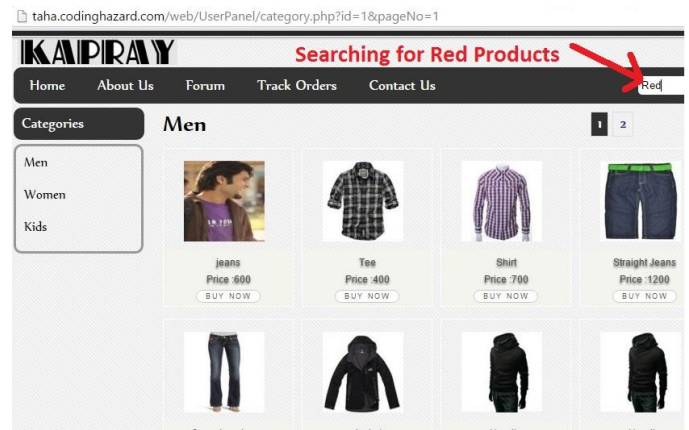 taha.codinghazard.com/web/UserPanel/category.php?id=1&pageNo=1
KAPRAY
Searching for Red Products
Home About Us Forum Track Orders Contact Us Red
Categories
Men
Women
Kids
Men 1 2
jeans Tee Shirt Straight Jeans
Price :600 Price :400 Price :700 Price :1200
BUY NOW BUY NOW BUY NOW BUY NOW